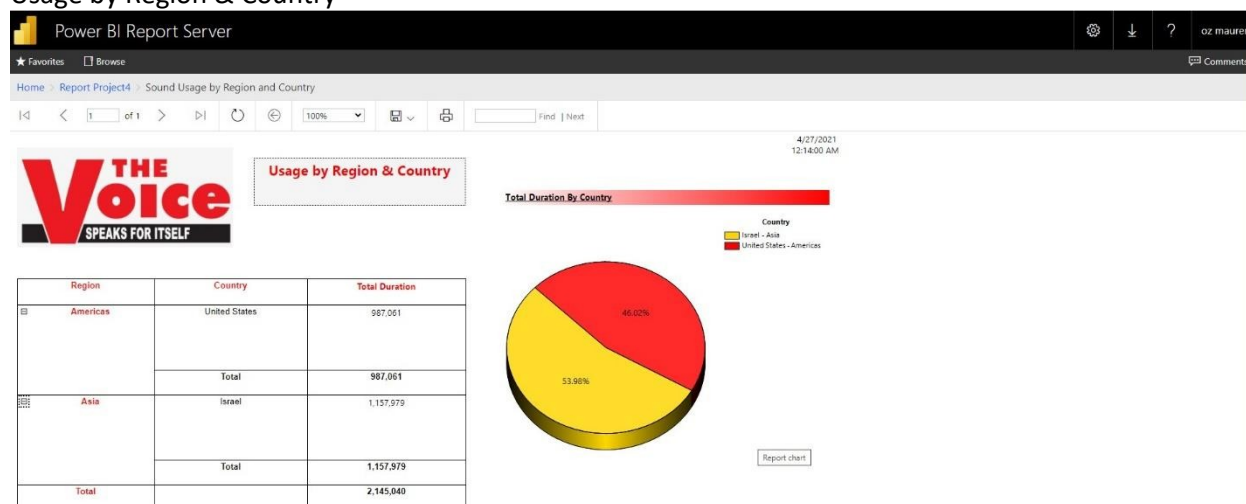 Usage by Region & Country
Power BI Report Server
? oz maurer
Favorites Browse
Comments
Home > Report Project4 > Sound Usage by Region and Country
1 of 1 100% Find | Next
4/27/2021
12:14:00 AM
THE
Voice
SPEAKS FOR ITSELF
Usage by Region & Country
Total Duration By Country
Country
Israel - Asia
United States - Americas
46.02%
53.98%
Report chart
Region Country Total Duration
Americas United States 987,061
Total 987,061
Asia Israel 1,157,979
Total 1,157,979
Total 2,145,040